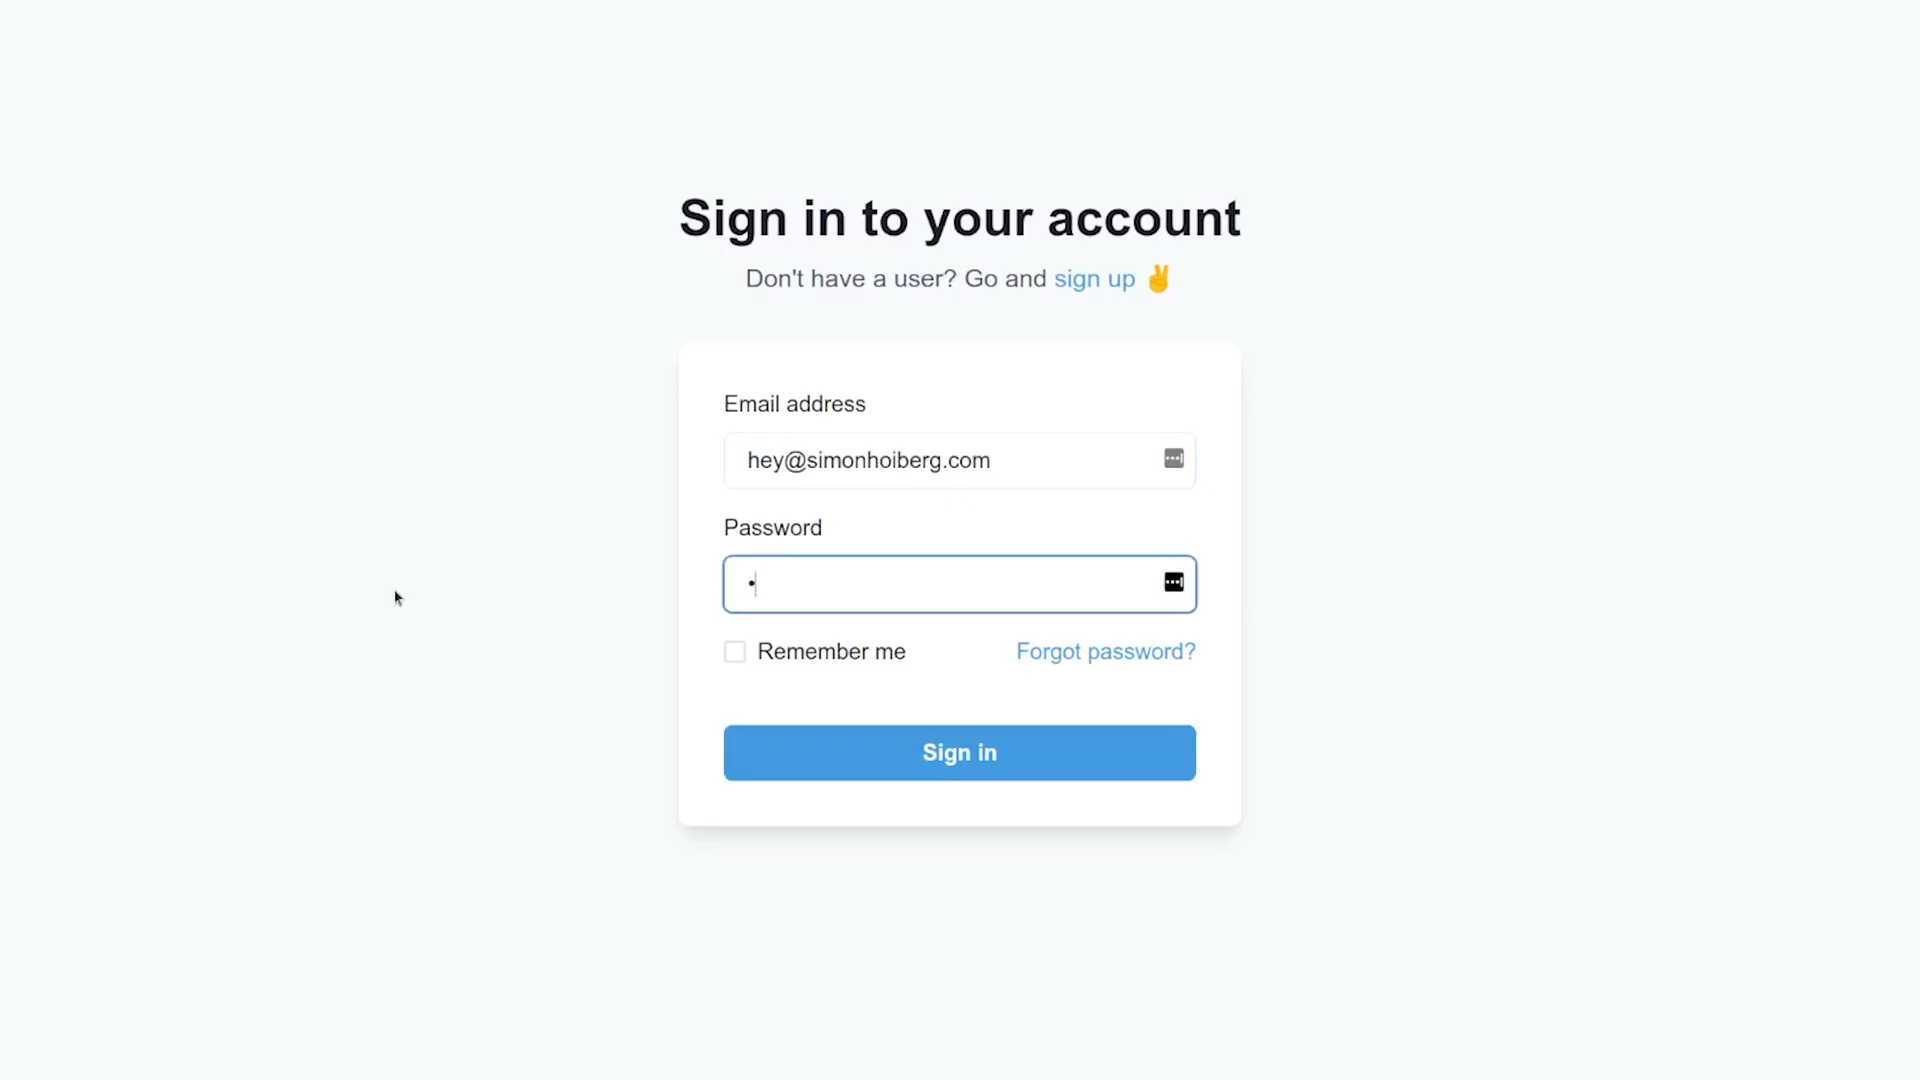 Sign in to your account
Don't have a user? Go and sign up ✌
Email address
hey@simonhoiberg.com
Password
•
Remember me Forgot password?
Sign in